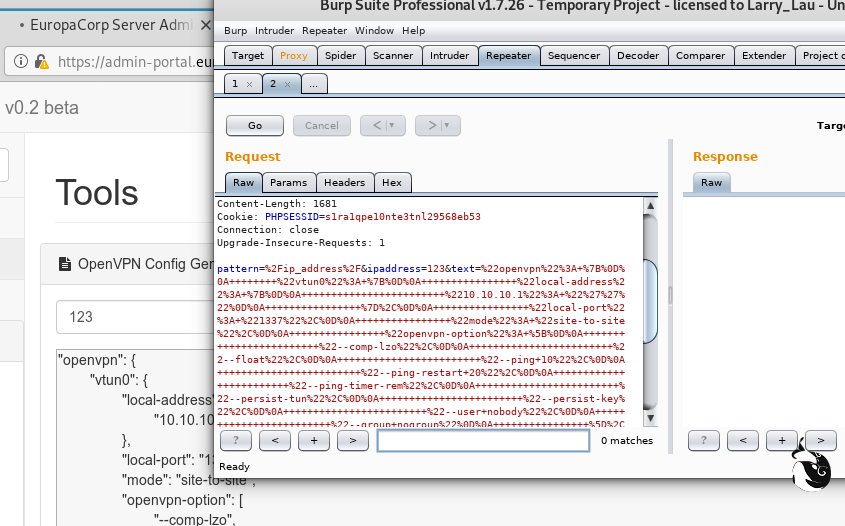 Burp Suite Professional v1.7.26 - Temporary Project - licensed to Larry_Lau - Un
• EuropaCorp Server Adm
Burp Intruder Repeater Window Help
Target Proxy Spider Scanner Intruder Repeater Sequencer Decoder Comparer Extender Project o
https://admin-portal.eu
1 × 2 × ...
v0.2 beta
Go Cancel < > Targ
Request
Response
Raw Params Headers Hex
Raw
Tools
Content-Length: 1681
Cookie: PHPSESSID=s1ra1qpe10nte3tnl29568eb53
Connection: close
Upgrade-Insecure-Requests: 1
pattern=%2Fip_address%2F&ipaddress=123&text=%22openvpn%22%3A+%7B%0D%
0A++++++++%22vtun0%22%3A+%7B%0D%0A++++++++++++++++%22local-address%2
2%3A+%7B%0D%0A++++++++++++++++++++++++%2210.10.10.1%22%3A+%22%27%27%
22%0D%0A++++++++++++++++%7D%2C%0D%0A++++++++++++++++%22local-port%22
%3A+%221337%22%2C%0D%0A++++++++++++++++%22mode%22%3A+%22site-to-site
%22%2C%0D%0A++++++++++++++++%22openvpn-option%22%3A+%5B%0D%0A+++++++
+++++++++++++++++%22--comp-lzo%22%2C%0D%0A++++++++++++++++++++++++%2
2--float%22%2C%0D%0A++++++++++++++++++++++++%22--ping+10%22%2C%0D%0A
++++++++++++++++++++++++%22--ping-restart+20%22%2C%0D%0A++++++++++++
++++++++++++%22--ping-timer-rem%22%2C%0D%0A++++++++++++++++++++++++%
22--persist-tun%22%2C%0D%0A++++++++++++++++++++++++%22--persist-key%
22%2C%0D%0A++++++++++++++++++++++++%22--user+nobody%22%2C%0D%0A+++++
+++++++++++++++++++%22--group+nogroup%22%0D%0A++++++++++++++++%5D%2C
OpenVPN Config Ger
123
"openvpn": {
"vtun0": {
"local-address"
"10.10.10
},
"local-port": "1
"mode": "site-to-site",
"openvpn-option": [
"--comp-lzo",
? < + > 0 matches
? < + >
Ready